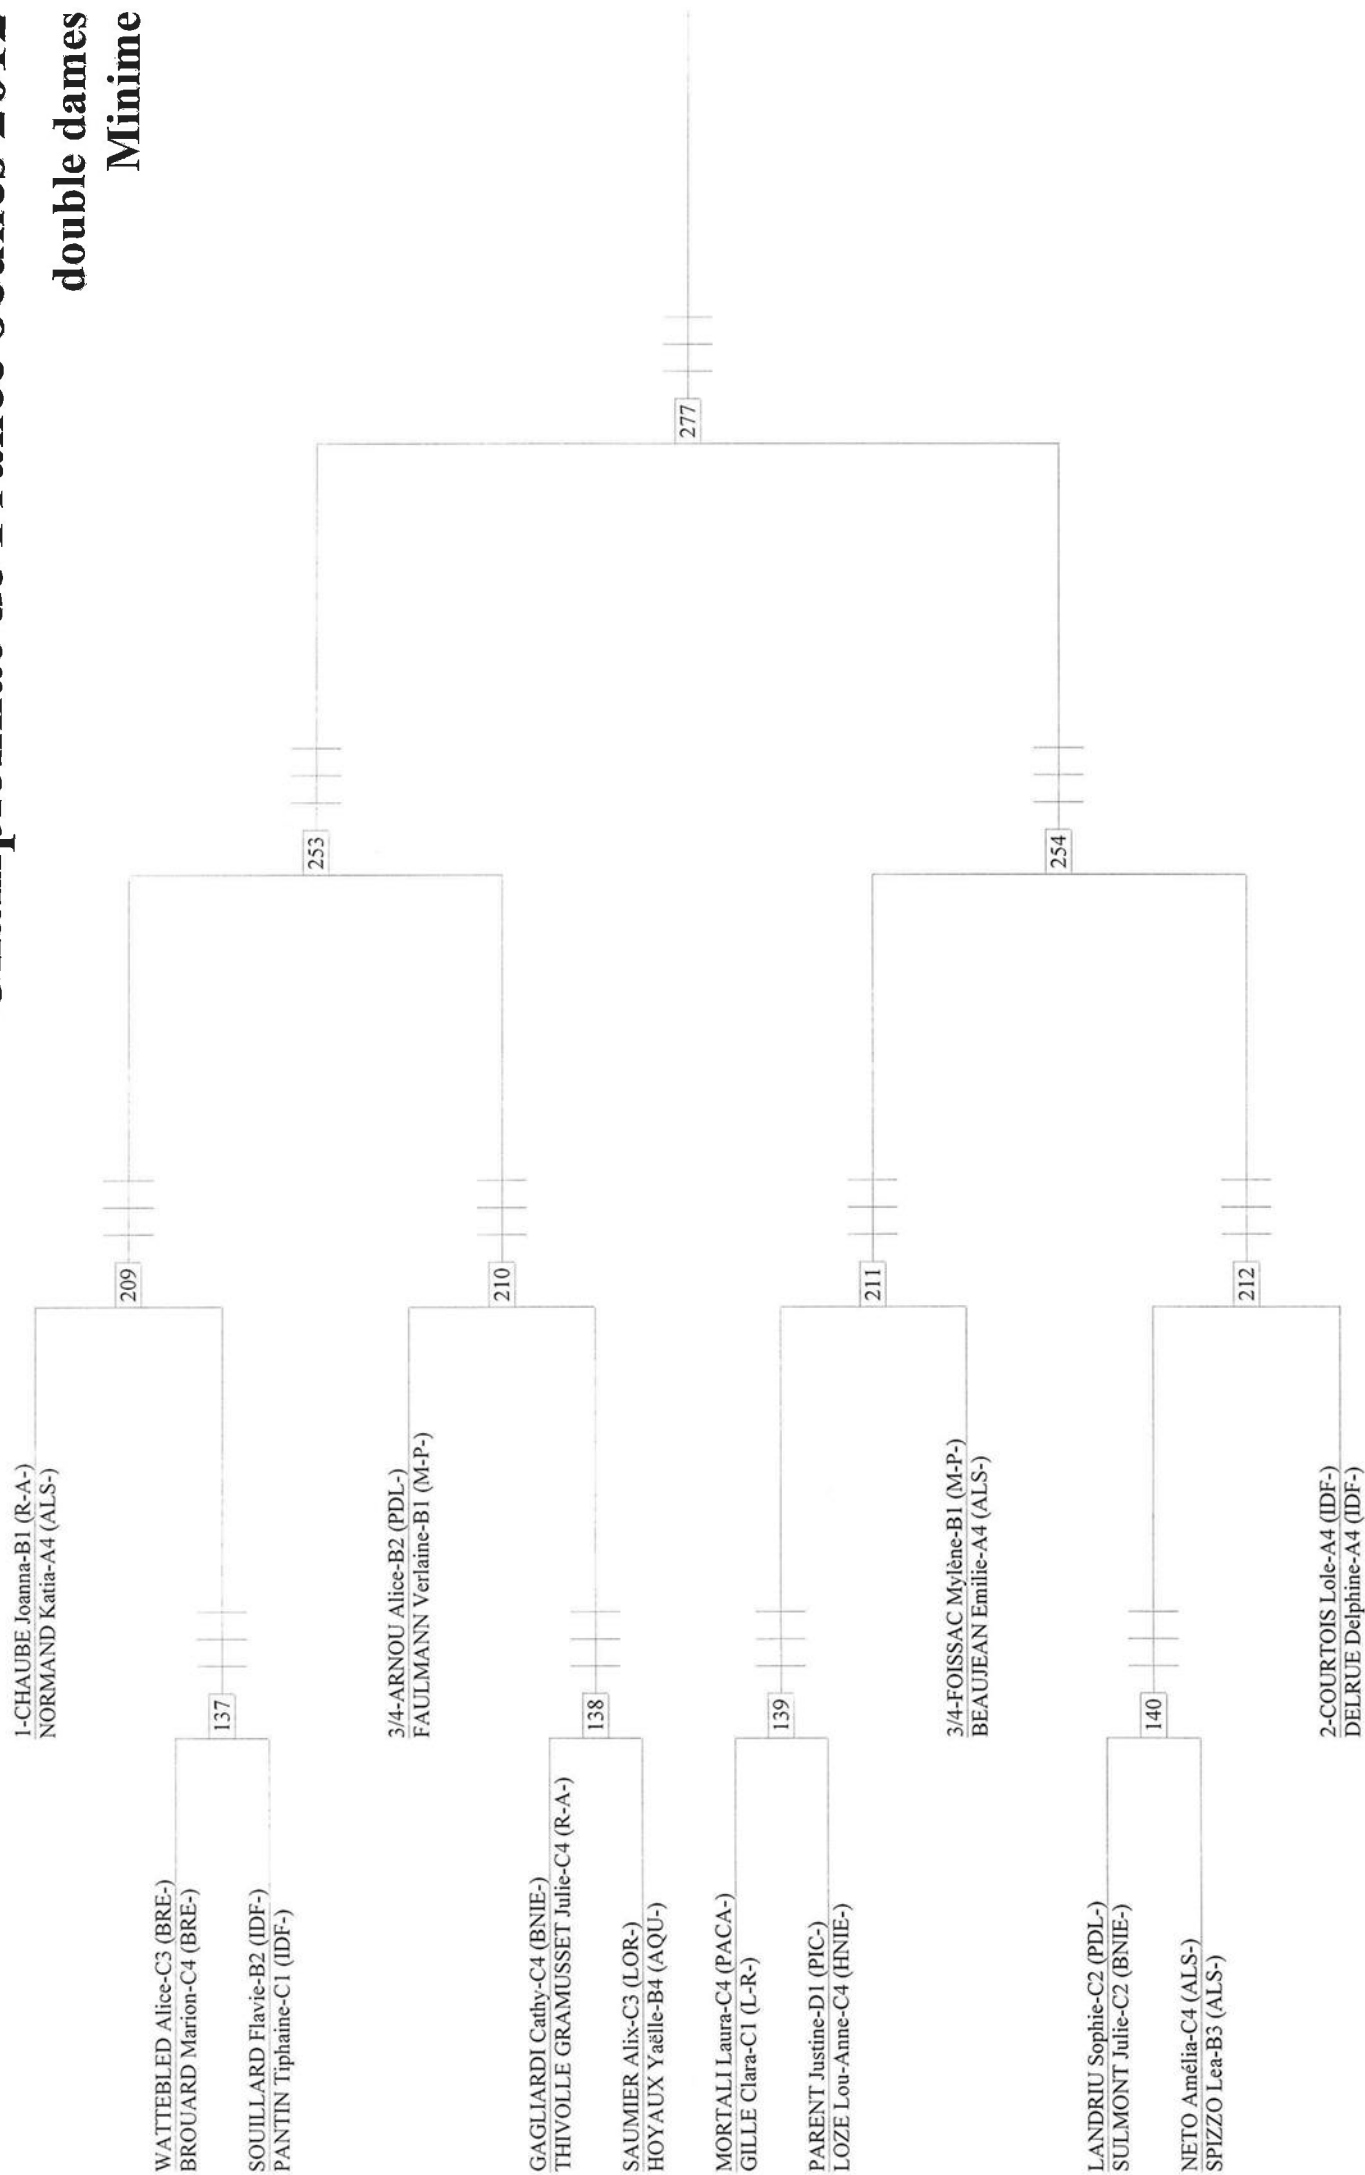 double dames
Minime
1-CHAUBE Joanna-B1 (R-A-)
NORMAND Katia-A4 (ALS-)
209
WATTEBLED Alice-C3 (BRE-)
BROUARD Marion-C4 (BRE-)
137
SOUILLARD Flavie-B2 (IDF-)
PANTIN Tiphaine-C1 (IDF-)
253
3/4-ARNOU Alice-B2 (PDL-)
FAULMANN Verlaine-B1 (M-P-)
210
GAGLIARDI Cathy-C4 (BNIE-)
THIVOLLE GRAMUSSET Julie-C4 (R-A-)
138
SAUMIER Alix-C3 (LOR-)
HOYAUX Yaëlle-B4 (AQU-)
277
MORTALI Laura-C4 (PACA-)
GILLE Clara-C1 (L-R-)
139
PARENT Justine-D1 (PIC-)
LOZE Lou-Anne-C4 (HNIE-)
211
3/4-FOISSAC Mylène-B1 (M-P-)
BEAUJEAN Emilie-A4 (ALS-)
254
LANDRIU Sophie-C2 (PDL-)
SULMONT Julie-C2 (BNIE-)
140
NETO Amélia-C4 (ALS-)
SPIZZO Lea-B3 (ALS-)
212
2-COURTOIS Lole-A4 (IDF-)
DELRUE Delphine-A4 (IDF-)